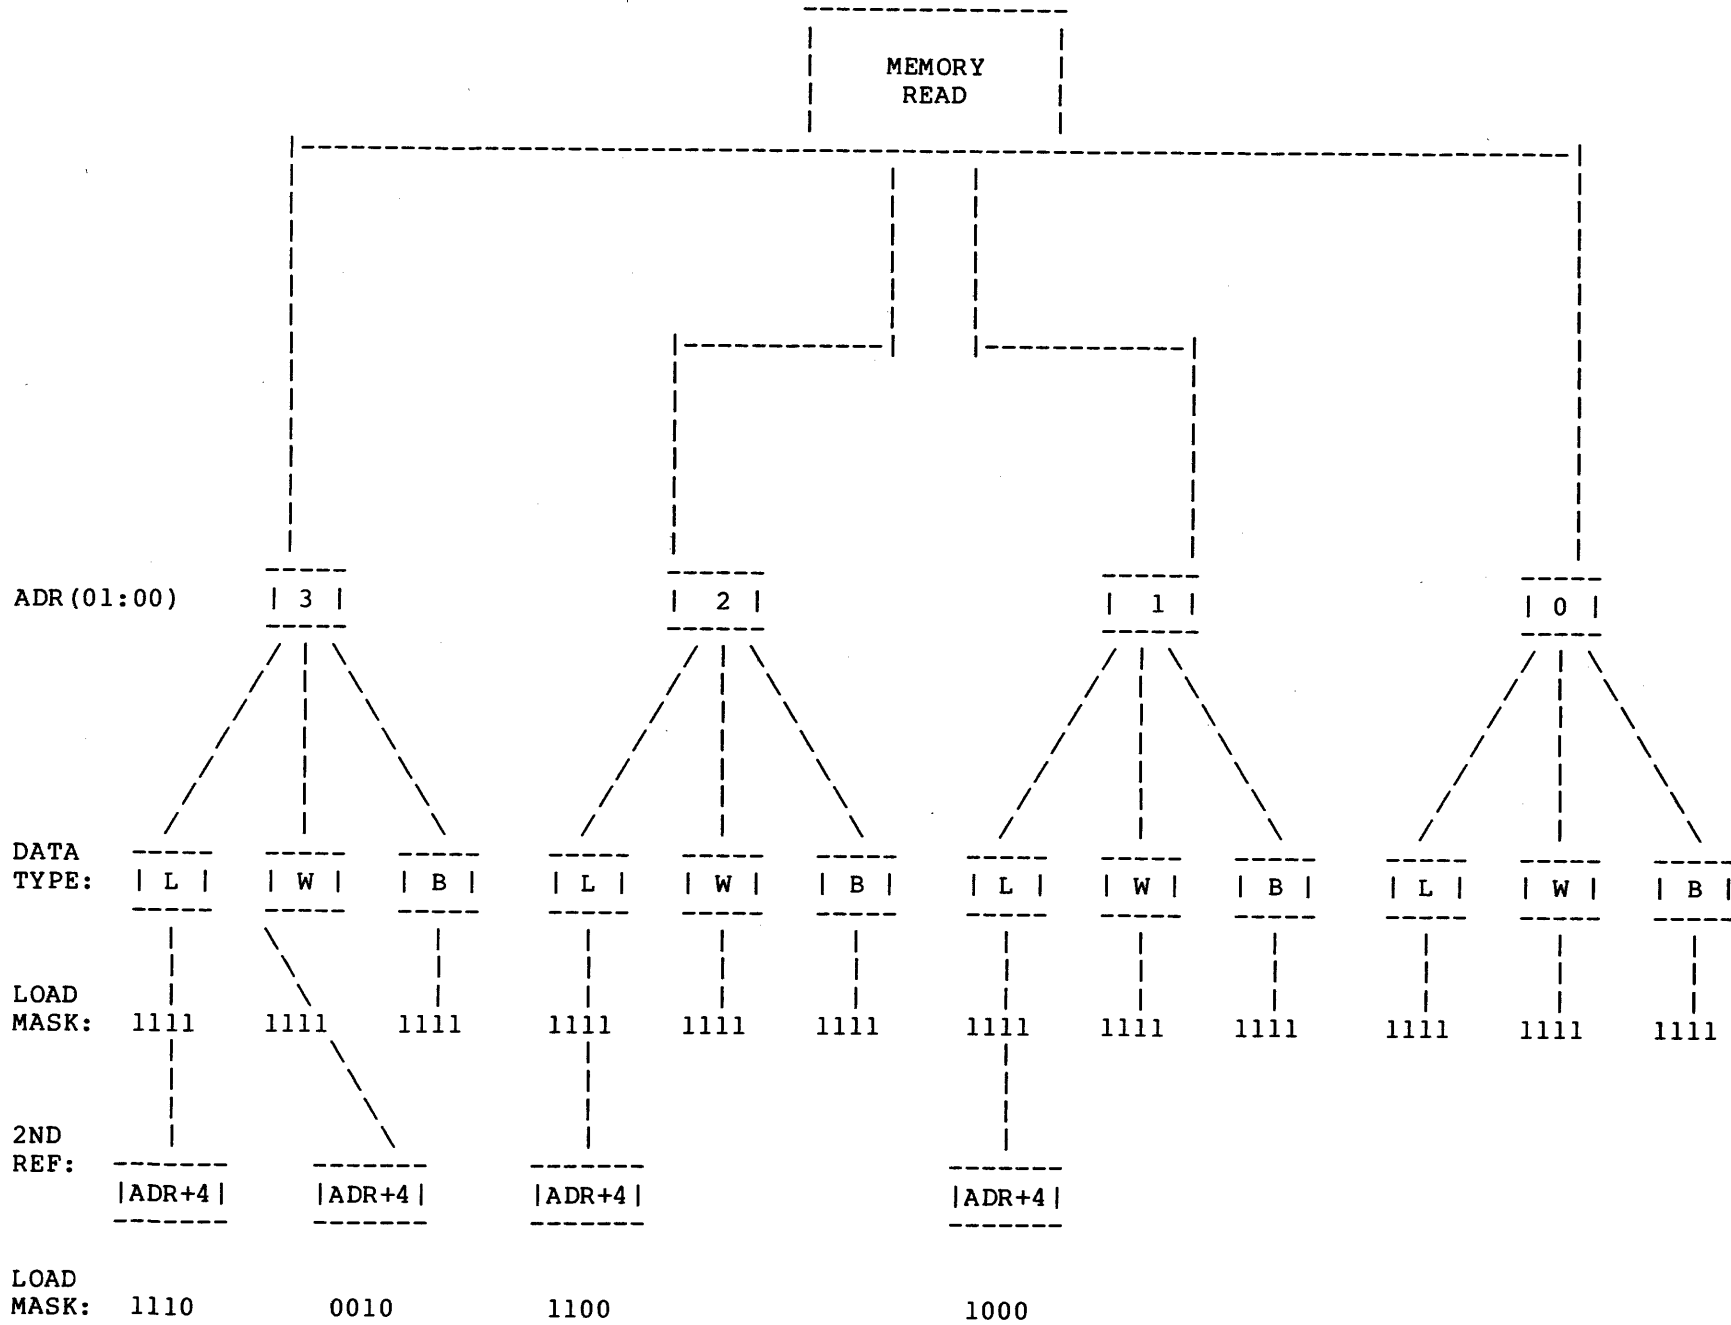 MEMORY
READ
ADR(01:00) | 3 | | 2 | | 1 | | 0 |
DATA
TYPE: | L | | W | | B | | L | | W | | B | | L | | W | | B | | L | | W | | B |
LOAD
MASK: 1111 1111 1111 1111 1111 1111 1111 1111 1111 1111 1111 1111
2ND
REF:
|ADR+4| |ADR+4| |ADR+4| |ADR+4|
LOAD
MASK: 1110 0010 1100 1000